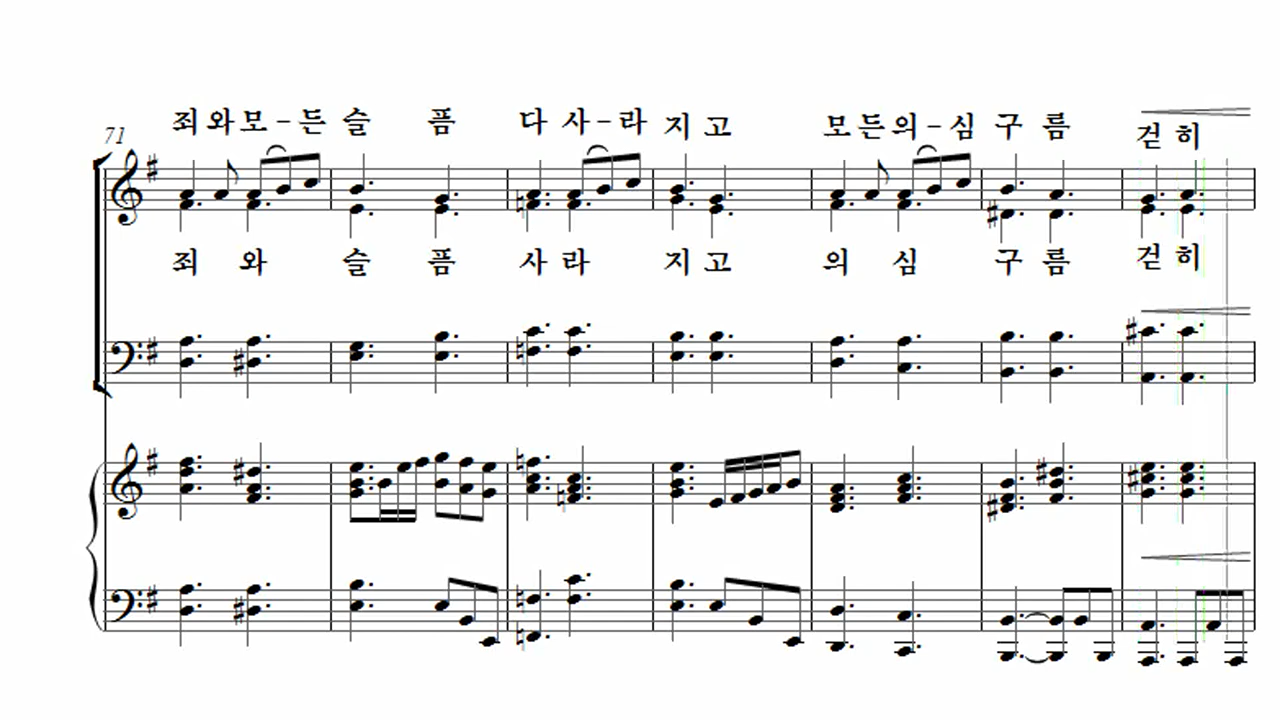 죄와모-든슬 픔 다사-라지고 모든의-심구름 걷히
71
죄 와 슬 픔 사라 지고 의 심 구름 걷히